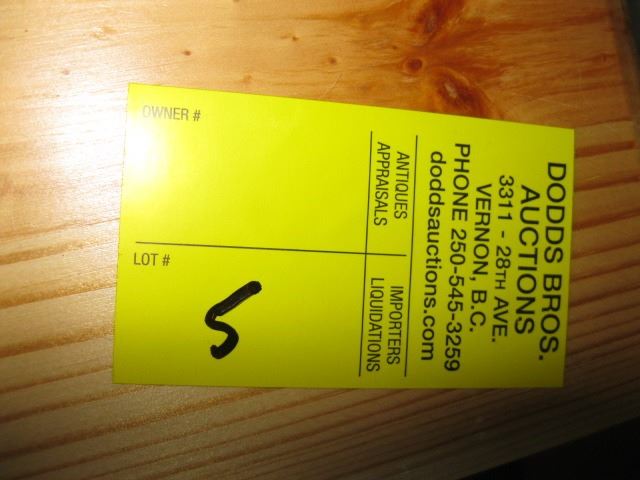 DODDS BROS.
AUCTIONS
3311 - 28TH AVE.
VERNON, B.C.
PHONE 250-545-3259
doddsauctions.com
ANTIQUES
APPRAISALS
IMPORTERS
LIQUIDATIONS
OWNER #
LOT #
5